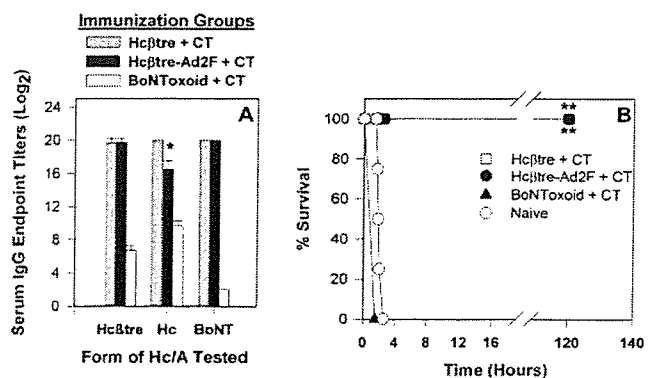 Immunization Groups
Hcβtre + CT
Hcβtre-Ad2F + CT
BoNToxoid + CT
Serum IgG Endpoint Titers (Log2)
24
20
16
12
8
4
0
A
*
Hcβtre
Hc
BoNT
Form of Hc/A Tested
% Survival
100
80
60
40
20
0
B
**
**
Hcβtre + CT
Hcβtre-Ad2F + CT
BoNToxoid + CT
Naive
0
4
8
12
16
120
140
Time (Hours)